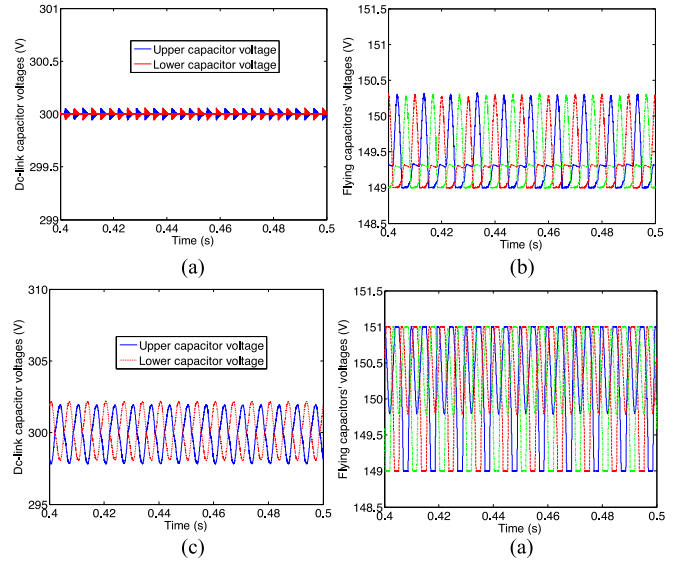 301
300.5
300
299.5
299
Dc-link capacitor voltages (V)
Upper capacitor voltage
Lower capacitor voltage
0.4 0.42 0.44 0.46 0.48 0.5
Time (s)
(a)
151.5
151
150.5
150
149.5
149
148.5
Flying capacitors' voltages (V)
0.4 0.42 0.44 0.46 0.48 0.5
Time (s)
(b)
310
305
300
295
Dc-link capacitor voltages (V)
Upper capacitor voltage
Lower capacitor voltage
0.4 0.42 0.44 0.46 0.48 0.5
Time (s)
(c)
151.5
151
150.5
150
149.5
149
148.5
Flying capacitors' voltages (V)
0.4 0.42 0.44 0.46 0.48 0.5
Time (s)
(a)